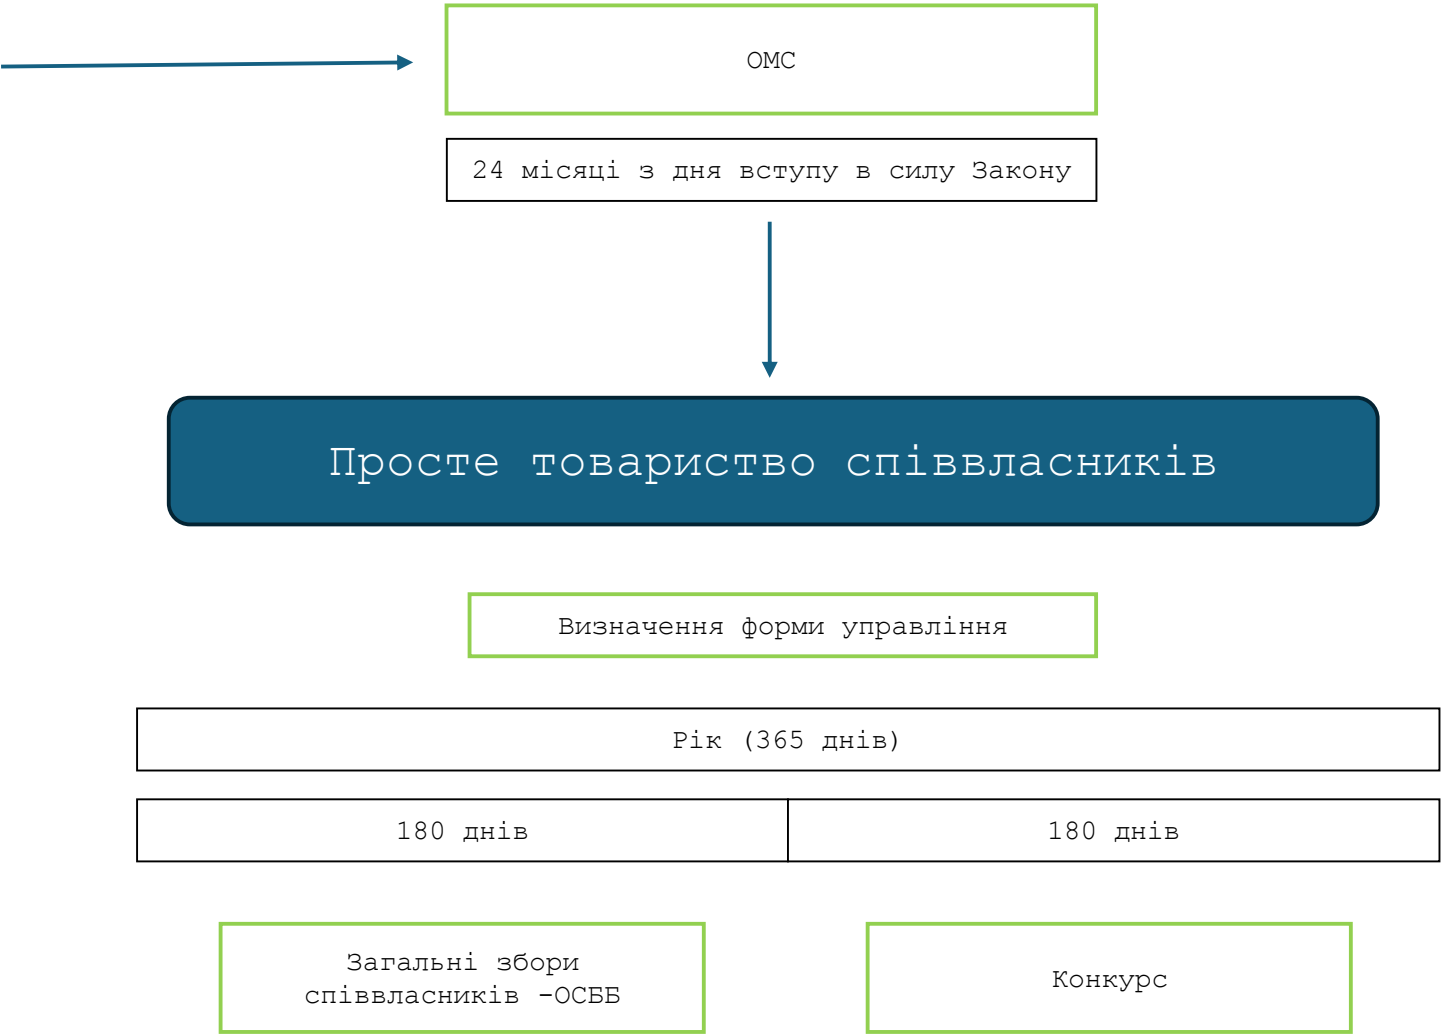 ОМС
24 місяці з дня вступу в силу Закону
Просте товариство співвласників
Визначення форми управління
Рік (365 днів)
180 днів
180 днів
Загальні збори
співвласників -ОСББ
Конкурс